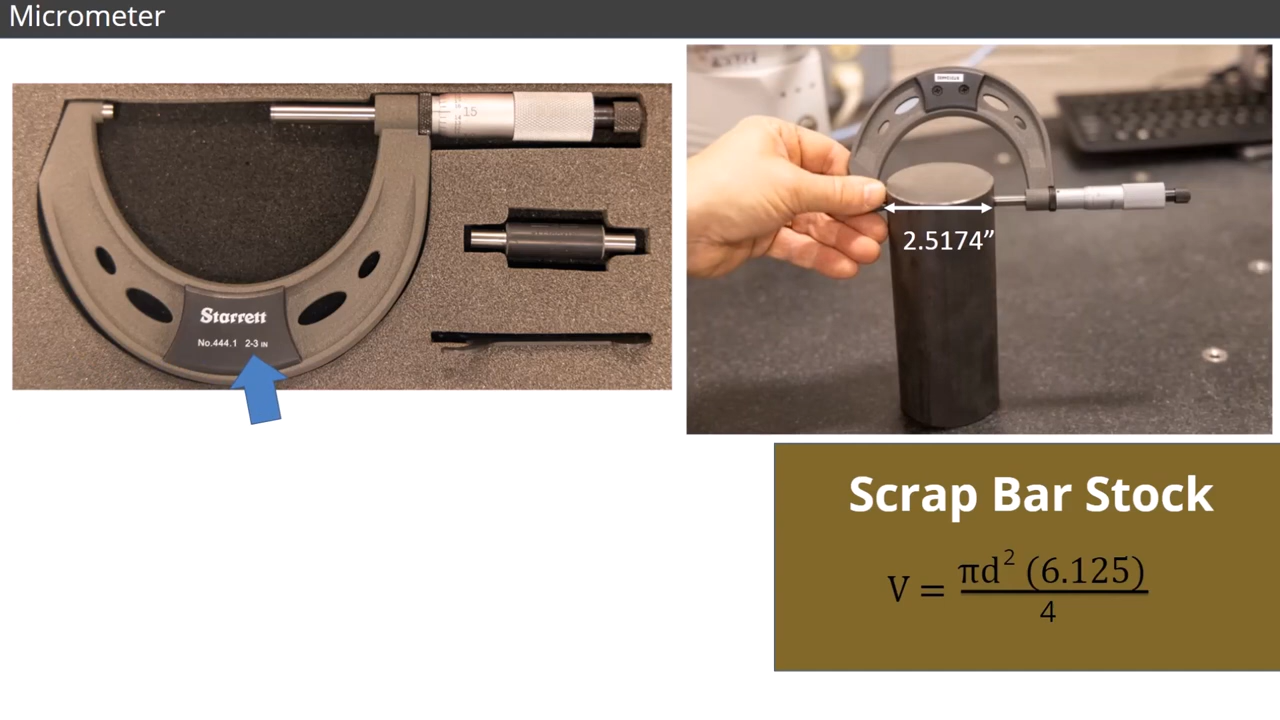 Micrometer
15
Starrett
No.444.1 2-3 IN
2.5174”
Scrap Bar Stock
V = πd² (6.125)
4